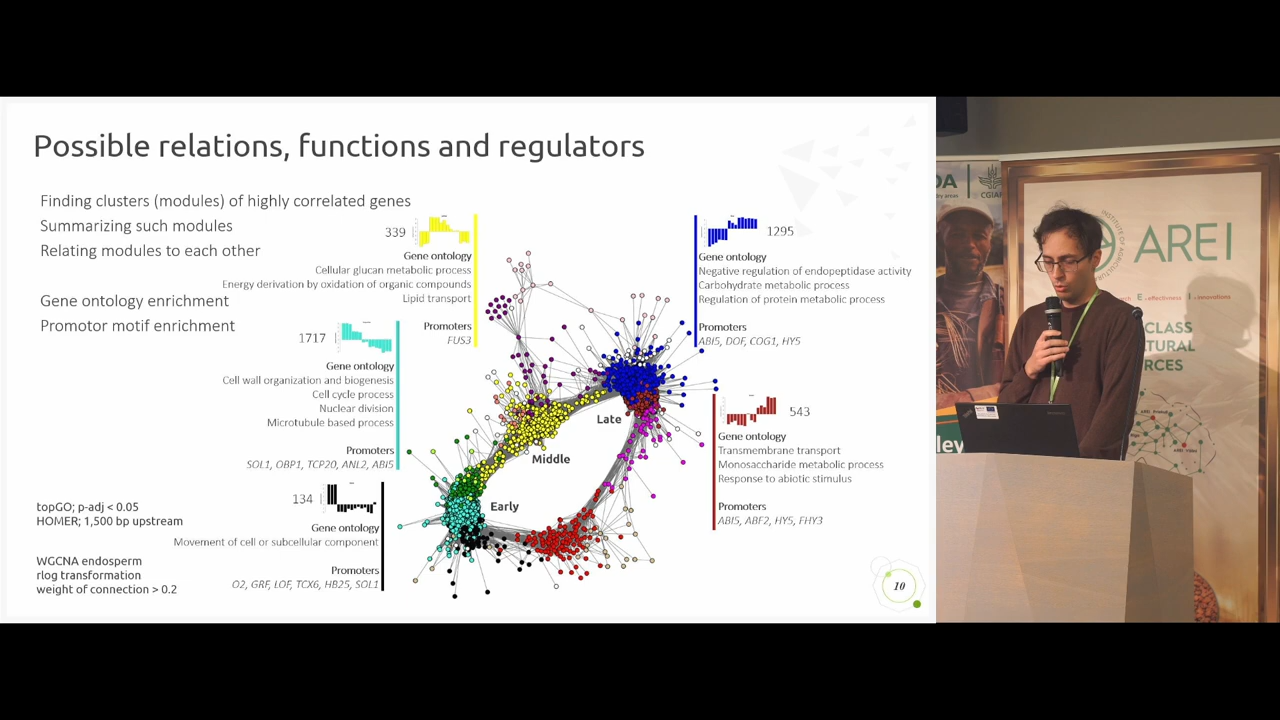 Possible relations, functions and regulators
Finding clusters (modules) of highly correlated genes
Summarizing such modules
Relating modules to each other
Gene ontology enrichment
Promotor motif enrichment
339
Gene ontology
Cellular glucan metabolic process
Energy derivation by oxidation of organic compounds
Lipid transport
Promoters
FUS3
1717
Gene ontology
Cell wall organization and biogenesis
Cell cycle process
Nuclear division
Microtubule based process
Promoters
SOL1, OBP1, TCP20, ANL2, ABI5
134
Gene ontology
Movement of cell or subcellular component
Promoters
O2, GRF, LOF, TCX6, HB25, SOL1
topGO; p-adj < 0.05
HOMER; 1,500 bp upstream
WGCNA endosperm
rlog transformation
weight of connection > 0.2
Late
Middle
Early
1295
Gene ontology
Negative regulation of endopeptidase activity
Carbohydrate metabolic process
Regulation of protein metabolic process
Promoters
ABI5, DOF, COG1, HY5
543
Gene ontology
Transmembrane transport
Monosaccharide metabolic process
Response to abiotic stimulus
Promoters
ABI5, ABF2, HY5, FHY3
10
DA
CGIAR
AREI
CLASS
URCES
ley